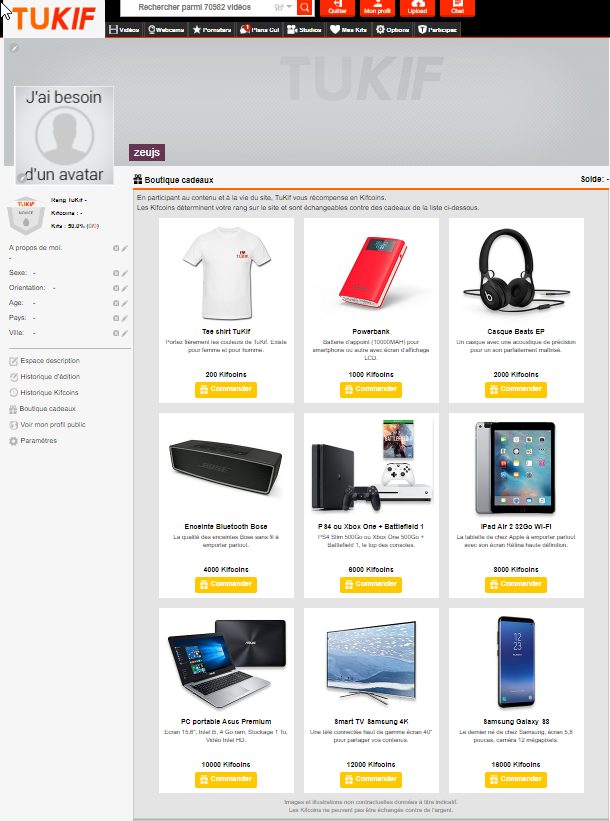 TUKIF
Rechercher parmi 70982 vidéos
Quitter
Mon profil
Upload
Chat
Vidéos
Webcams
Pornstars
Plans Cul
Studios
Mes Kifs
Options
Participez
TUKIF
J'ai besoin
d'un avatar
zeujs
Boutique cadeaux
Solde: -
TUKIF
NOVICE
Rang TuKif -
Kifcoins : -
Kifs : 50.0% (0/0)
En participant au contenu et à la vie du site, TuKif vous récompense en Kifcoins.
Les Kifcoins déterminent votre rang sur le site et sont échangeables contre des cadeaux de la liste ci-dessous.
A propos de moi:
-
Sexe: -
Orientation: -
Age: -
Pays: -
Ville: -
Espace description
Historique d'édition
Historique Kifcoins
Boutique cadeaux
Voir mon profil public
Paramètres
Tee shirt TuKif
Portez fièrement les couleurs de TuKif. Existe
pour femme et pour homme.
200 Kifcoins
Commander
Powerbank
Batterie d'appoint (10000MAH) pour
smartphone ou autre avec écran d'affichage
LCD.
1000 Kifcoins
Commander
Casque Beats EP
Un casque avec une acoustique de précision
pour un son parfaitement maîtrisé.
2000 Kifcoins
Commander
BOSE
Enceinte Bluetooth Bose
La qualité des enceintes Bose sans fil à
emporter partout.
4000 Kifcoins
Commander
BATTLEFIELD
PS4 ou Xbox One + Battlefield 1
PS4 Slim 500Go ou Xbox One 500Go +
Battlefield 1, le top des consoles.
6000 Kifcoins
Commander
iPad Air 2 32Go Wi-Fi
La tablette de chez Apple à emporter partout
avec son écran Rétina haute définition.
8000 Kifcoins
Commander
PC portable Asus Premium
Ecran 15,6", Intel i5, 4 Go ram, Stockage 1 To,
Vidéo Intel HD.
10000 Kifcoins
Commander
Smart TV Samsung 4K
Une télé connectée haut de gamme écran 40"
pour partager vos contenus.
12000 Kifcoins
Commander
12
23
Samsung Galaxy S8
Le dernier né de chez Samsung, écran 5,8
pouces, caméra 12 mégapixels.
16000 Kifcoins
Commander
Images et illustrations non contractuelles données à titre indicatif.
Les Kifcoins ne peuvent pas être échangés contre de l'argent.